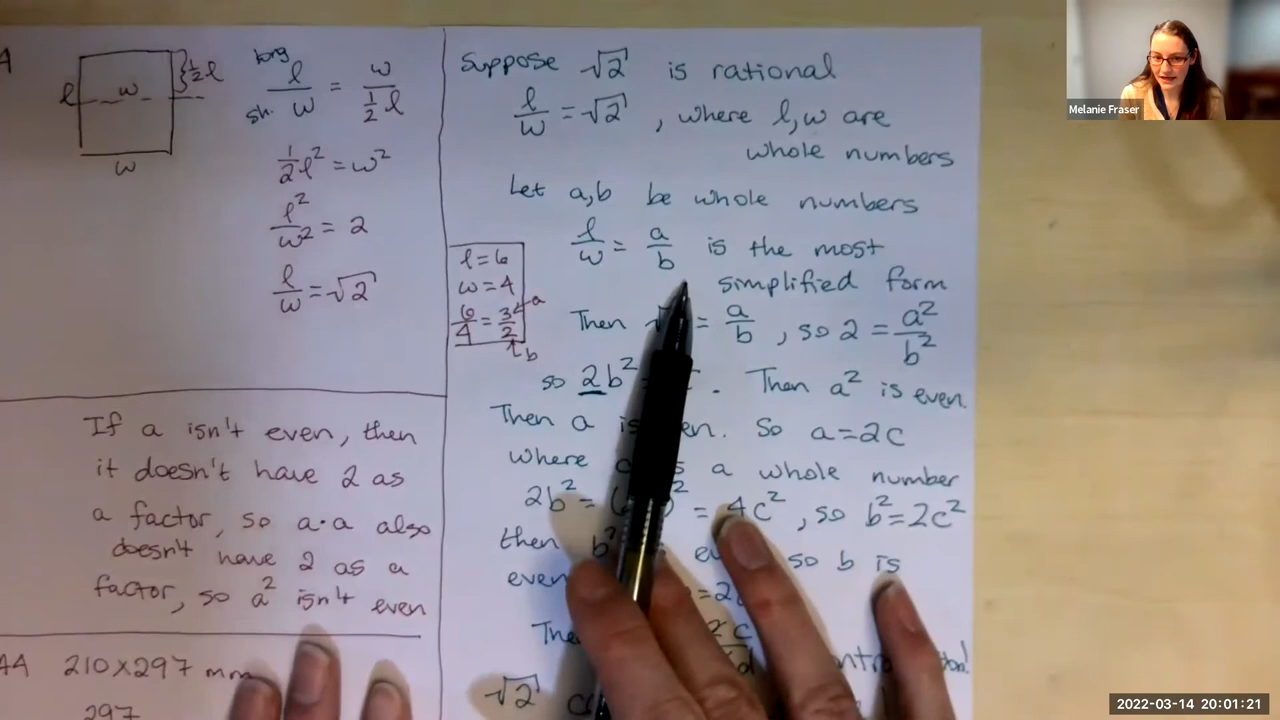 A
l
w
}½l
w
long
l/w = w/½l
sh.
½l² = w²
l²/w² = 2
l/w = √2
If a isn't even, then
it doesn't have 2 as
a factor, so a·a also
doesn't have 2 as a
factor, so a² isn't even
A4 210×297 mm
297
Suppose √2 is rational
l/w = √2, where l,w are
whole numbers
Let a,b be whole numbers
l/w = a/b is the most
simplified form
l=6
w=4
6/4 = 3/2
a
b
Then = a/b, so 2 = a²/b²
so 2b². Then a² is even
Then a is. So a=2c
where a whole number
2b² = = 4c², so b²=2c²
then b² so b is
even
√2
Melanie Fraser
2022-03-14 20:01:21